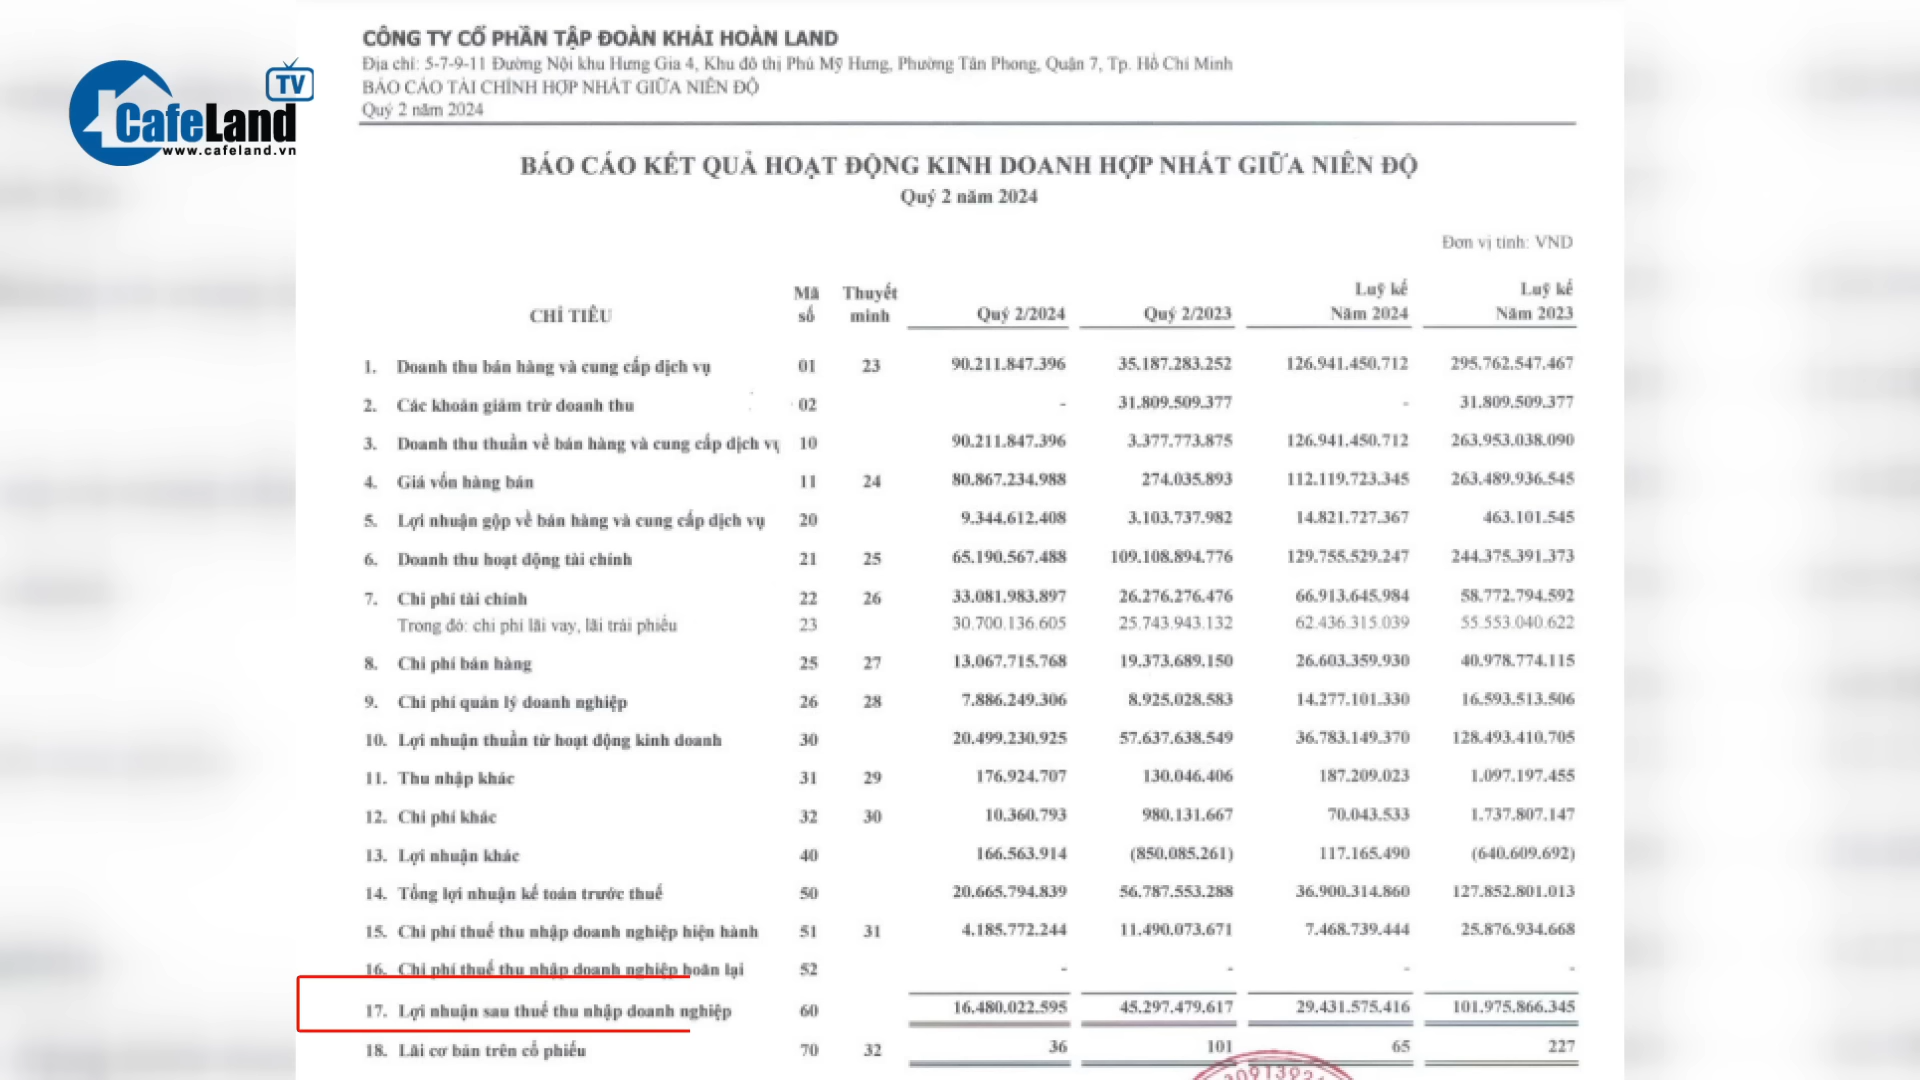 CÔNG TY CỔ PHẦN TẬP ĐOÀN KHẢI HOÀN LAND
Địa chỉ: 5-7-9-11 Đường Nội khu Hưng Gia 4, Khu đô thị Phú Mỹ Hưng, Phường Tân Phong, Quận 7, Tp. Hồ Chí Minh
BÁO CÁO TÀI CHÍNH HỢP NHẤT GIỮA NIÊN ĐỘ
Quý 2 năm 2024
TV
CafeLand
www.cafeland.vn
BÁO CÁO KẾT QUẢ HOẠT ĐỘNG KINH DOANH HỢP NHẤT GIỮA NIÊN ĐỘ
Quý 2 năm 2024
Đơn vị tính: VND
CHỈ TIÊU Mã số Thuyết minh Quý 2/2024 Quý 2/2023 Luỹ kế Năm 2024 Luỹ kế Năm 2023
1. Doanh thu bán hàng và cung cấp dịch vụ 01 23 90.211.847.396 35.187.283.252 126.941.450.712 295.762.547.467
2. Các khoản giảm trừ doanh thu 02 - 31.809.509.377 - 31.809.509.377
3. Doanh thu thuần về bán hàng và cung cấp dịch vụ 10 90.211.847.396 3.377.773.875 126.941.450.712 263.953.038.090
4. Giá vốn hàng bán 11 24 80.867.234.988 274.035.893 112.119.723.345 263.489.936.545
5. Lợi nhuận gộp về bán hàng và cung cấp dịch vụ 20 9.344.612.408 3.103.737.982 14.821.727.367 463.101.545
6. Doanh thu hoạt động tài chính 21 25 65.190.567.488 109.108.894.776 129.755.529.247 244.375.391.373
7. Chi phí tài chính 22 26 33.081.983.897 26.276.276.476 66.913.645.984 58.772.794.592
Trong đó: chi phí lãi vay, lãi trái phiếu 23 30.700.136.605 25.743.943.132 62.436.315.039 55.553.040.622
8. Chi phí bán hàng 25 27 13.067.715.768 19.373.689.150 26.603.359.930 40.978.774.115
9. Chi phí quản lý doanh nghiệp 26 28 7.886.249.306 8.925.028.583 14.277.101.330 16.593.513.506
10. Lợi nhuận thuần từ hoạt động kinh doanh 30 20.499.230.925 57.637.638.549 36.783.149.370 128.493.410.705
11. Thu nhập khác 31 29 176.924.707 130.046.406 187.209.023 1.097.197.455
12. Chi phí khác 32 30 10.360.793 980.131.667 70.043.533 1.737.807.147
13. Lợi nhuận khác 40 166.563.914 (850.085.261) 117.165.490 (640.609.692)
14. Tổng lợi nhuận kế toán trước thuế 50 20.665.794.839 56.787.553.288 36.900.314.860 127.852.801.013
15. Chi phí thuế thu nhập doanh nghiệp hiện hành 51 31 4.185.772.244 11.490.073.671 7.468.739.444 25.876.934.668
16. Chi phí thuế thu nhập doanh nghiệp hoãn lại 52 - - - -
17. Lợi nhuận sau thuế thu nhập doanh nghiệp 60 16.480.022.595 45.297.479.617 29.431.575.416 101.975.866.345
18. Lãi cơ bản trên cổ phiếu 70 32 36 101 65 227